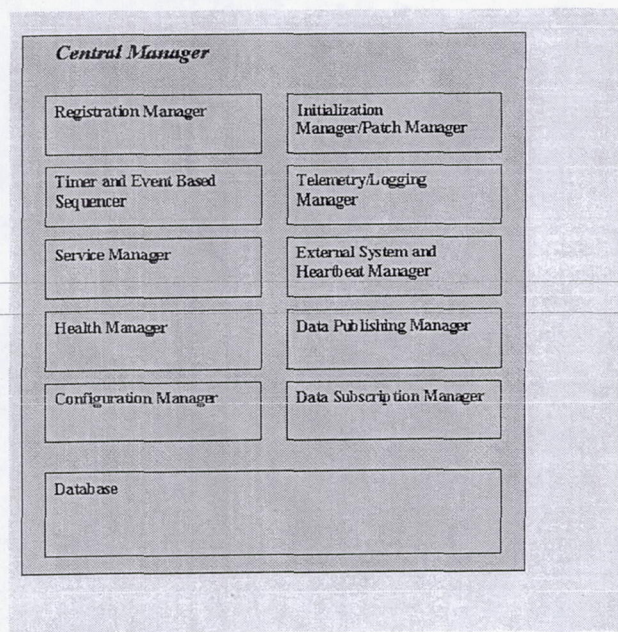 Central Manager
Registration Manager
Initialization
Manager/Patch Manager
Timer and Event Based
Sequencer
Telemetry/Logging
Manager
Service Manager
External System and
Heartbeat Manager
Health Manager
Data Publishing Manager
Configuration Manager
Data Subscription Manager
Database